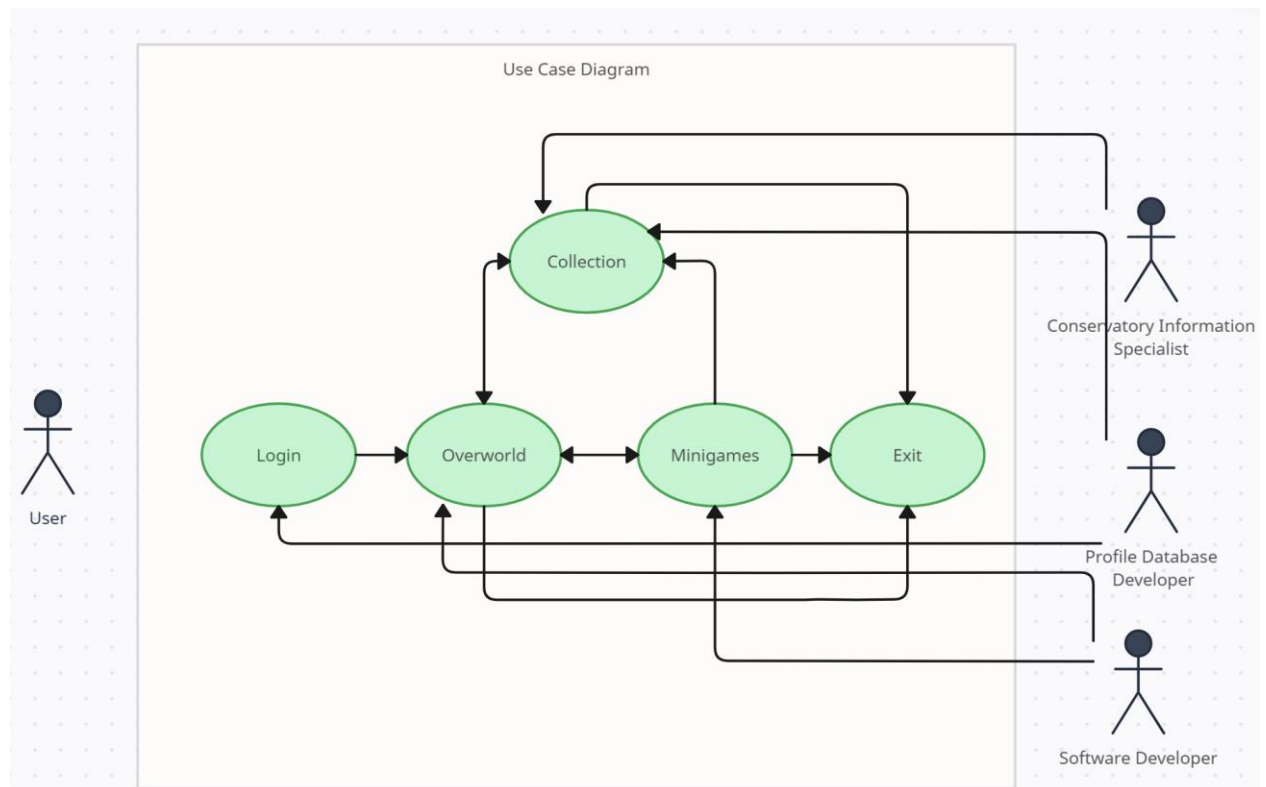 Use Case Diagram
Collection
Conservatory Information
Specialist
Login
Overworld
Minigames
Exit
User
Profile Database
Developer
Software Developer